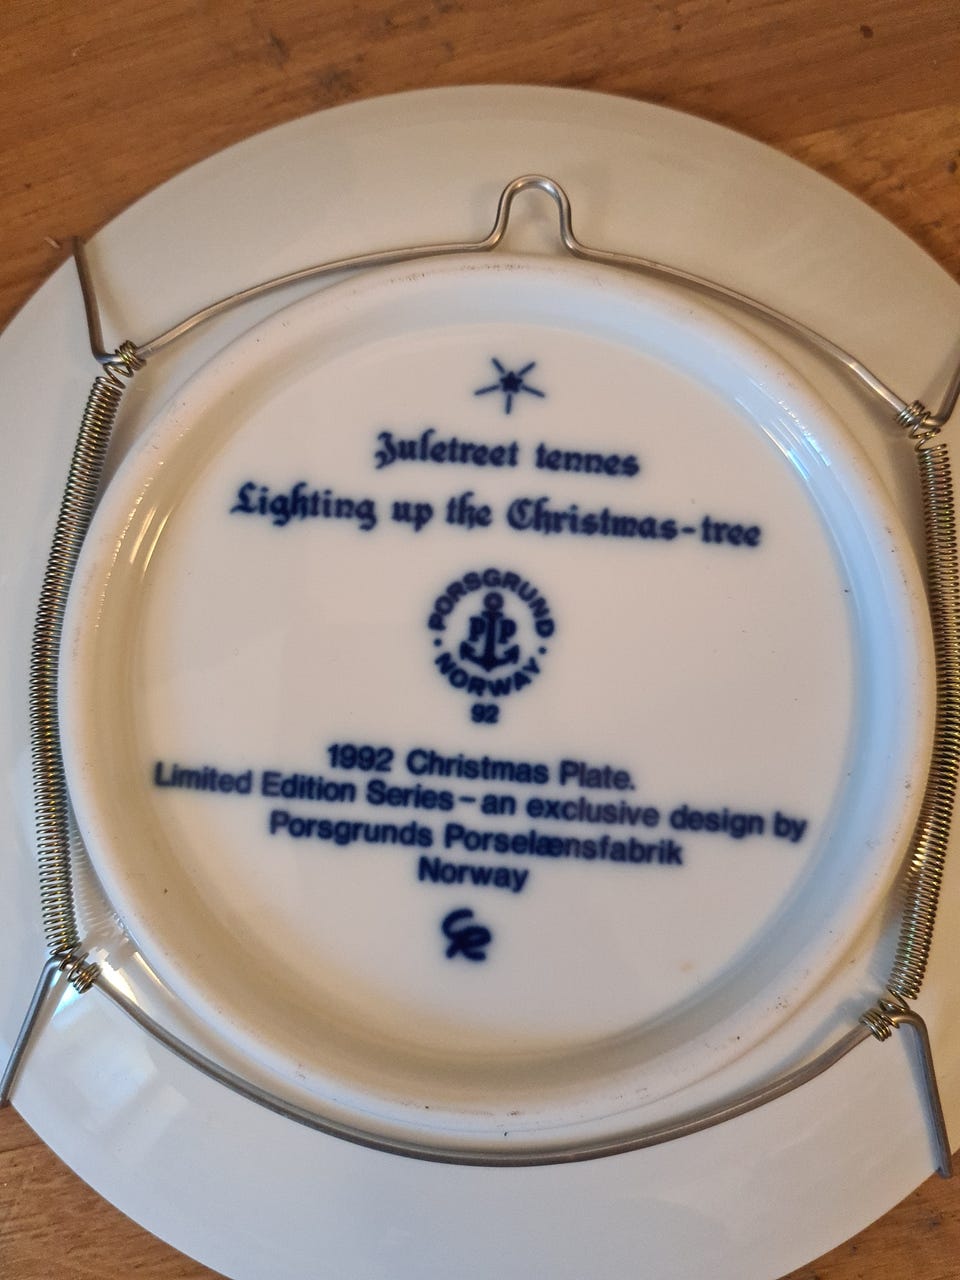 Juletreet tennes
Lighting up the Christmas-tree
PORSGRUND
PP
· NORWAY ·
92
1992 Christmas Plate.
Limited Edition Series – an exclusive design by
Porsgrunds Porselænsfabrik
Norway